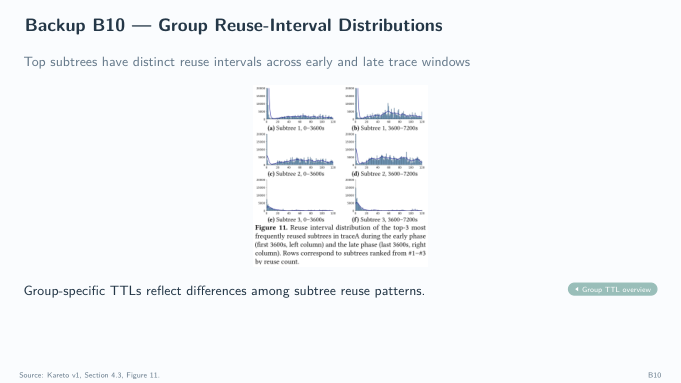 Backup B10 — Group Reuse-Interval Distributions
Top subtrees have distinct reuse intervals across early and late trace windows
(a) Subtree 1, 0−3600s
(b) Subtree 1, 3600−7200s
(c) Subtree 2, 0−3600s
(d) Subtree 2, 3600−7200s
(e) Subtree 3, 0−3600s
(f) Subtree 3, 3600−7200s
Figure 11. Reuse interval distribution of the top-3 most
frequently reused subtrees in traceA during the early phase
(first 3600s, left column) and the late phase (last 3600s, right
column). Rows correspond to subtrees ranked from #1–#3
by reuse count.
Group-specific TTLs reflect differences among subtree reuse patterns.
Group TTL overview
Source: Kareto v1, Section 4.3, Figure 11.
B10